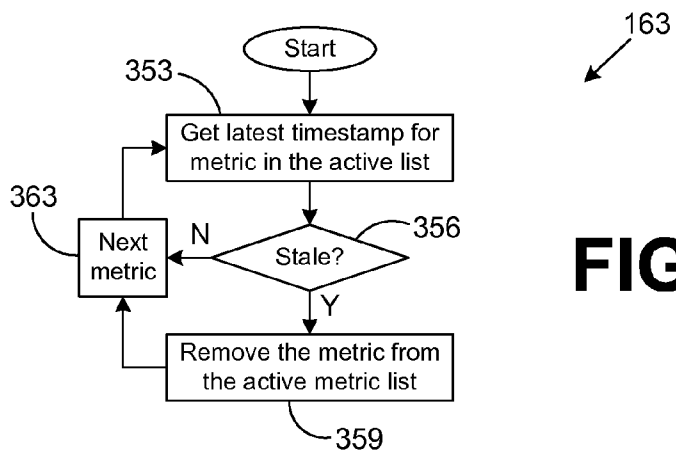 Start
163
353
Get latest timestamp for
metric in the active list
363
Next
metric
N
Stale?
356
FIG
Y
Remove the metric from
the active metric list
359